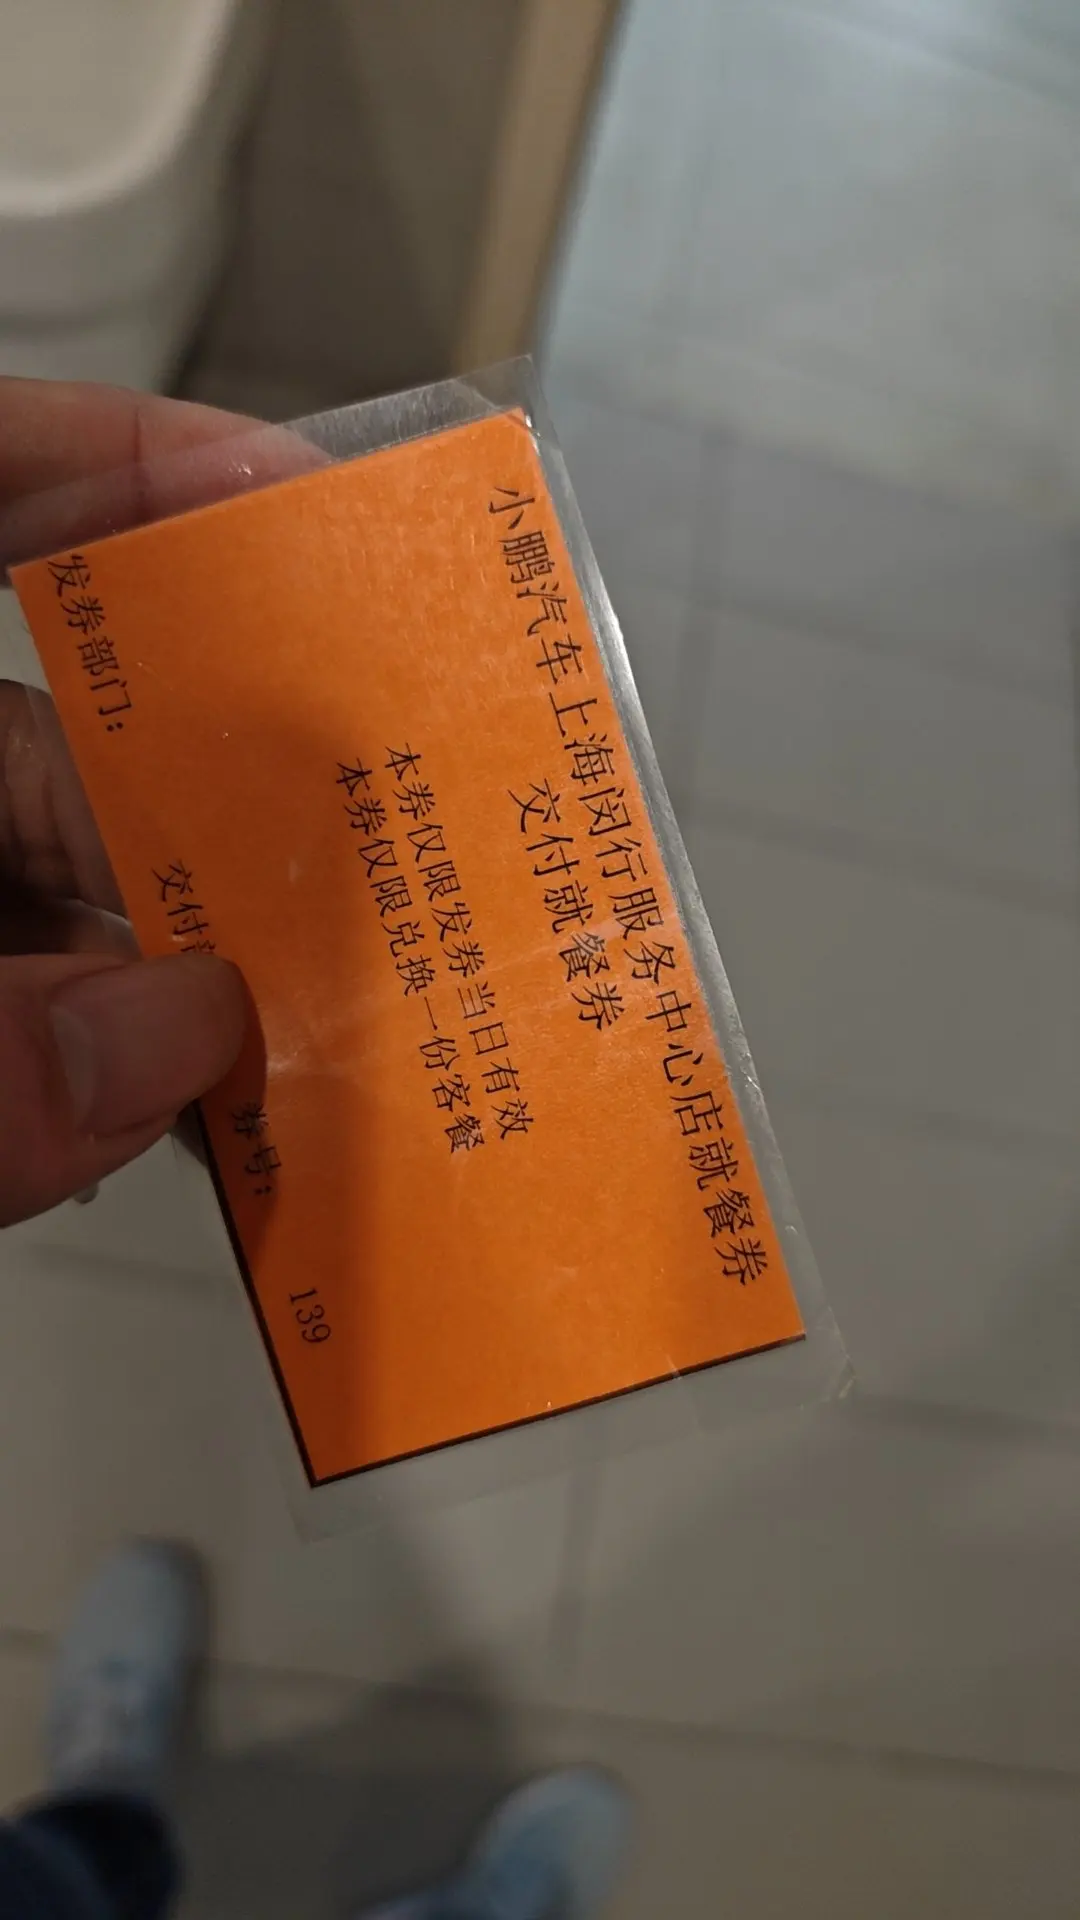 小鹏汽车上海闵行服务中心店就餐券
交付就餐券
本券仅限发券当日有效
本券仅限兑换一份客餐
发券部门： 交付 券号： 139